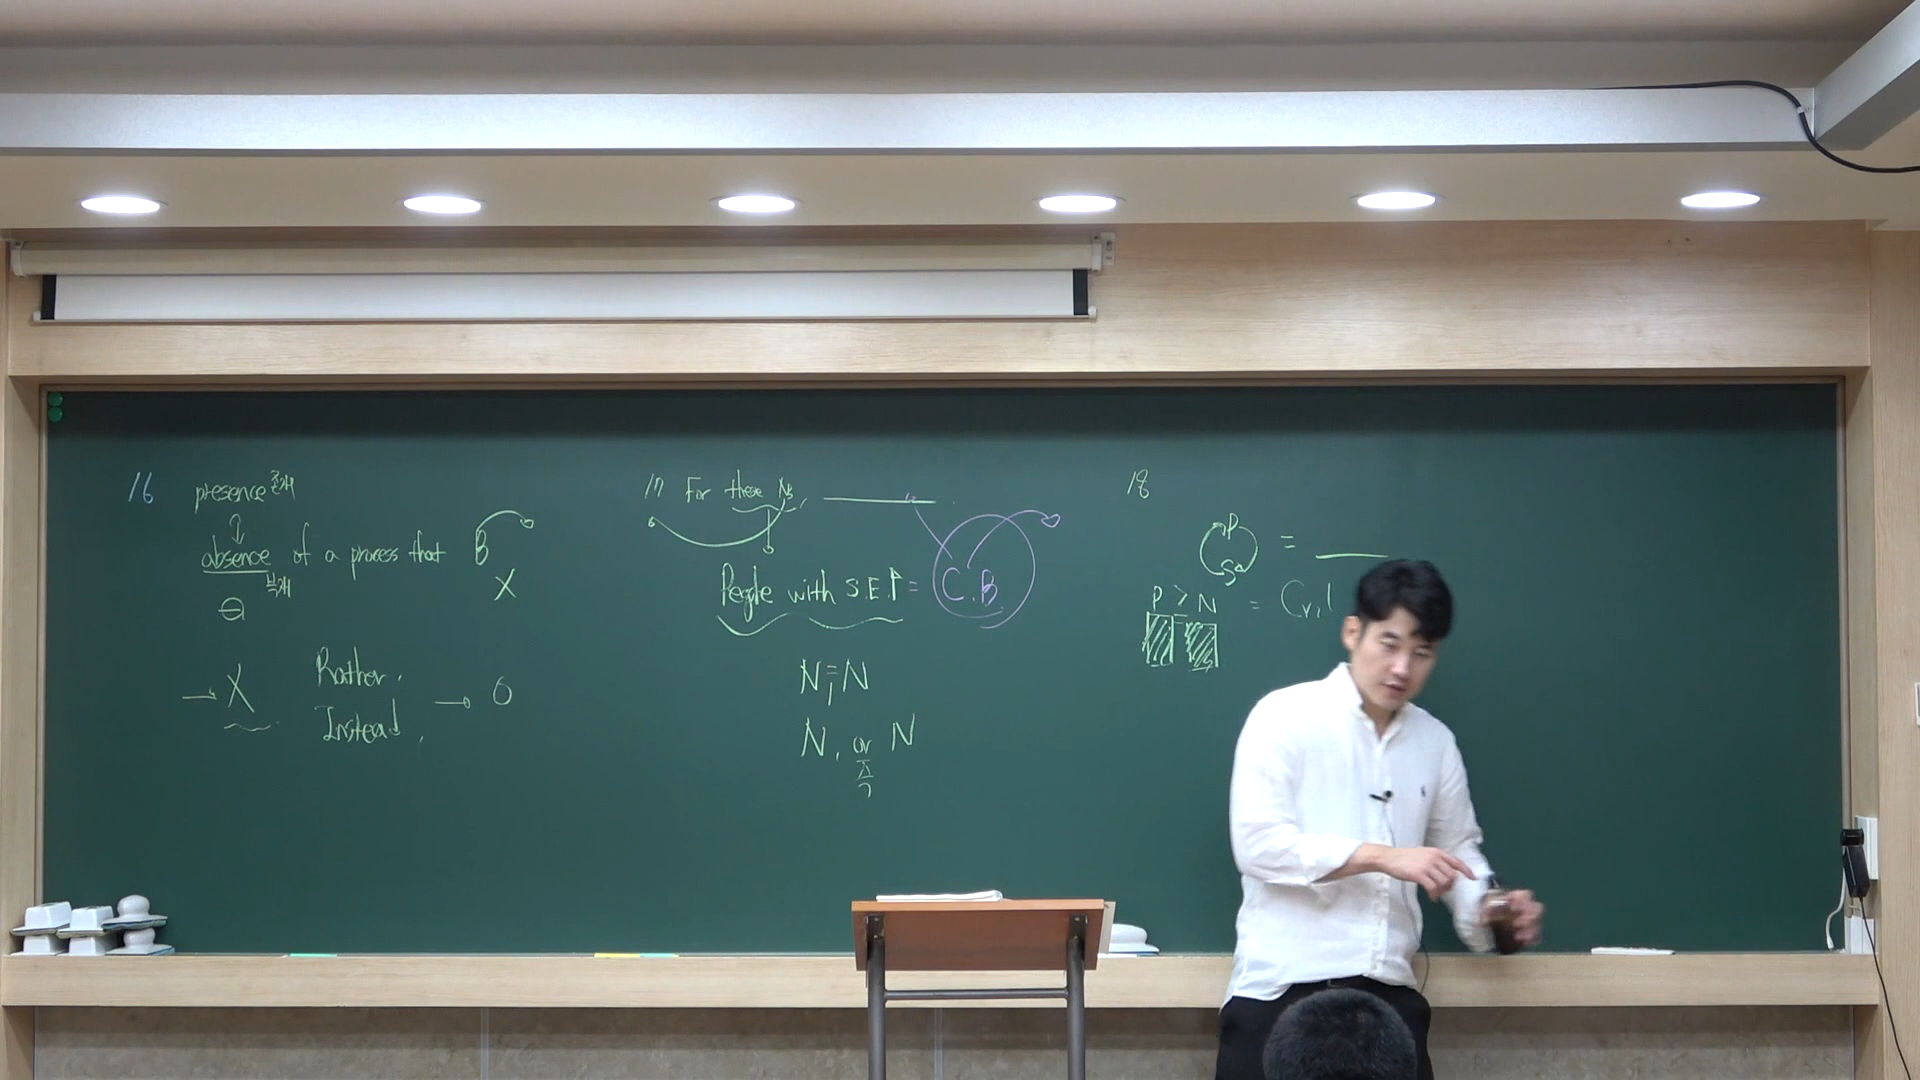 16 presence 존재
absence of a process that B
부재 X
⊖
→ X Rather, → O
Instead,
17 For these Ns,
People with S.E.P = C.B
N; = N
N, or N
즉
18
P =
S
P > N = Cri